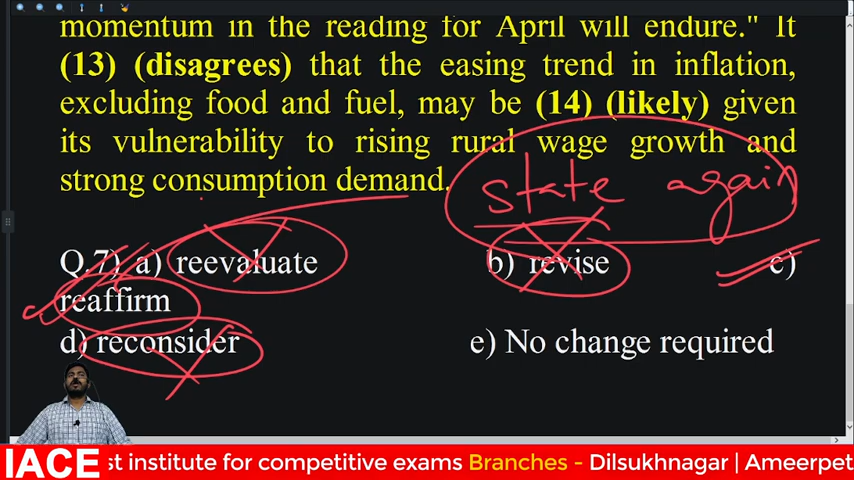 momentum in the reading for April will endure." It
(13) (disagrees) that the easing trend in inflation,
excluding food and fuel, may be (14) (likely) given
its vulnerability to rising rural wage growth and
strong consumption demand.
state again
Q.7) a) reevaluate b) revise c)
reaffirm
d) reconsider e) No change required
IACE st institute for competitive exams Branches - Dilsukhnagar | Ameerpet